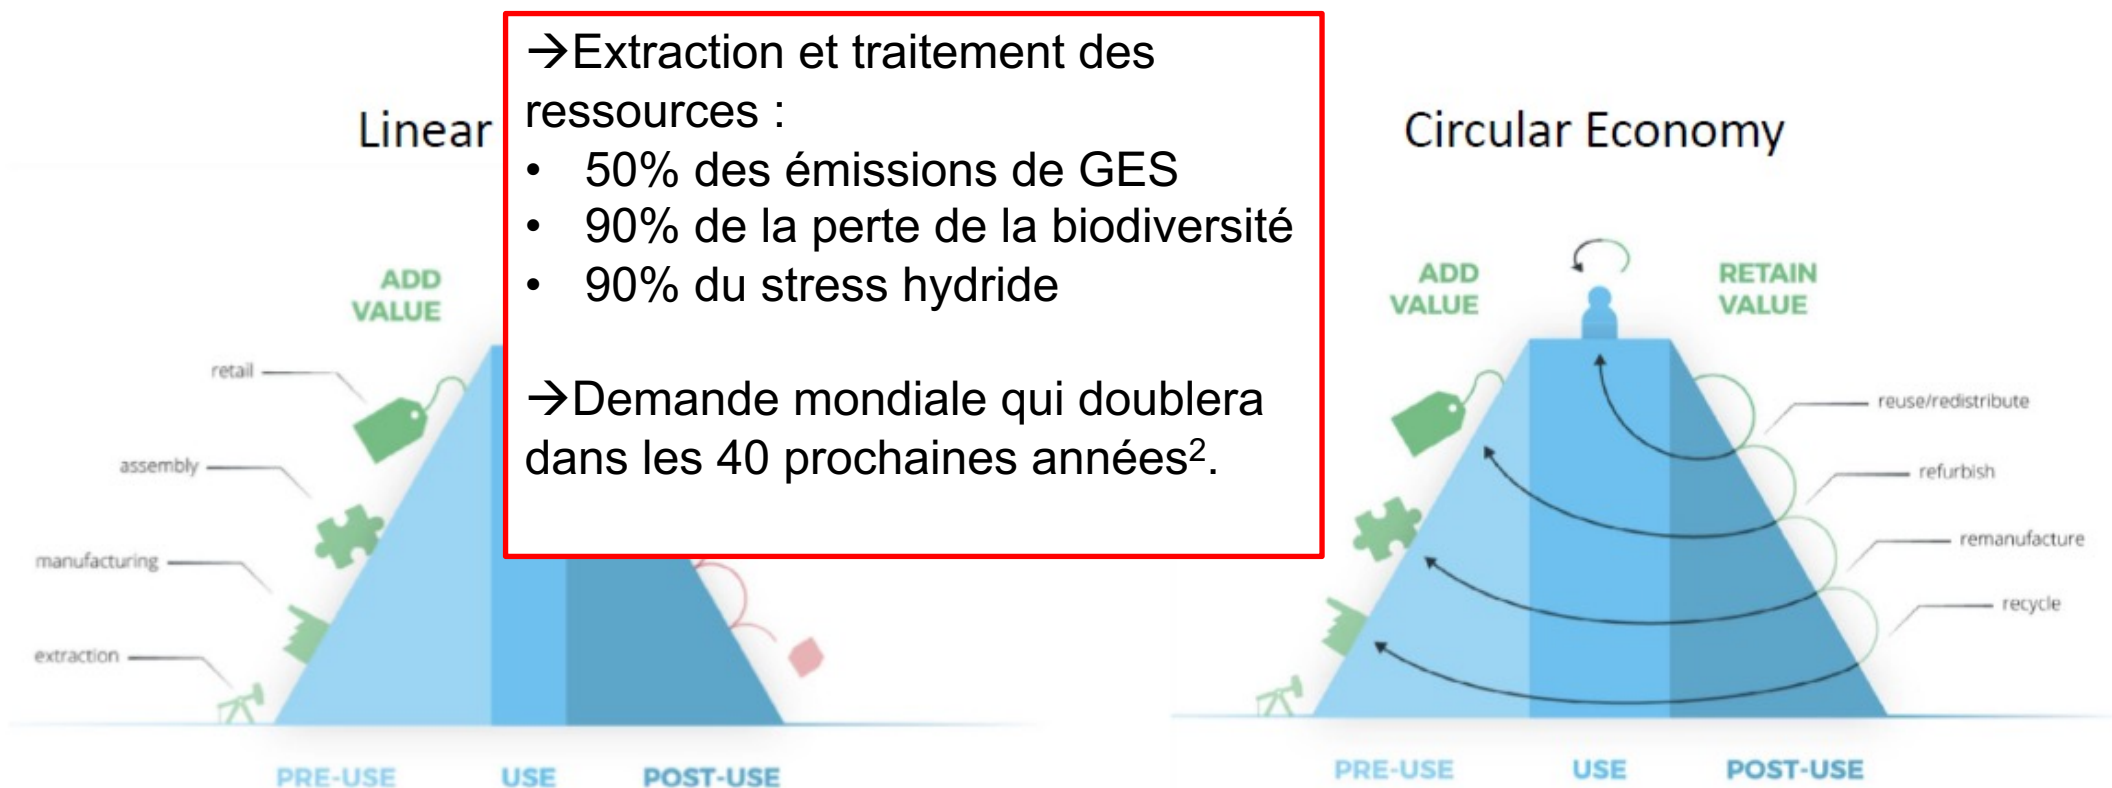 Linear
→Extraction et traitement des
ressources :
• 50% des émissions de GES
• 90% de la perte de la biodiversité
• 90% du stress hydride
→Demande mondiale qui doublera
dans les 40 prochaines années².
ADD
VALUE
retail
assembly
manufacturing
extraction
PRE-USE
USE
POST-USE
Circular Economy
ADD
VALUE
RETAIN
VALUE
reuse/redistribute
refurbish
remanufacture
recycle
PRE-USE
USE
POST-USE